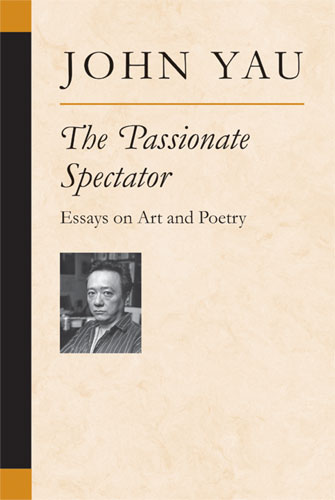 JOHN YAU
The Passionate
Spectator
Essays on Art and Poetry